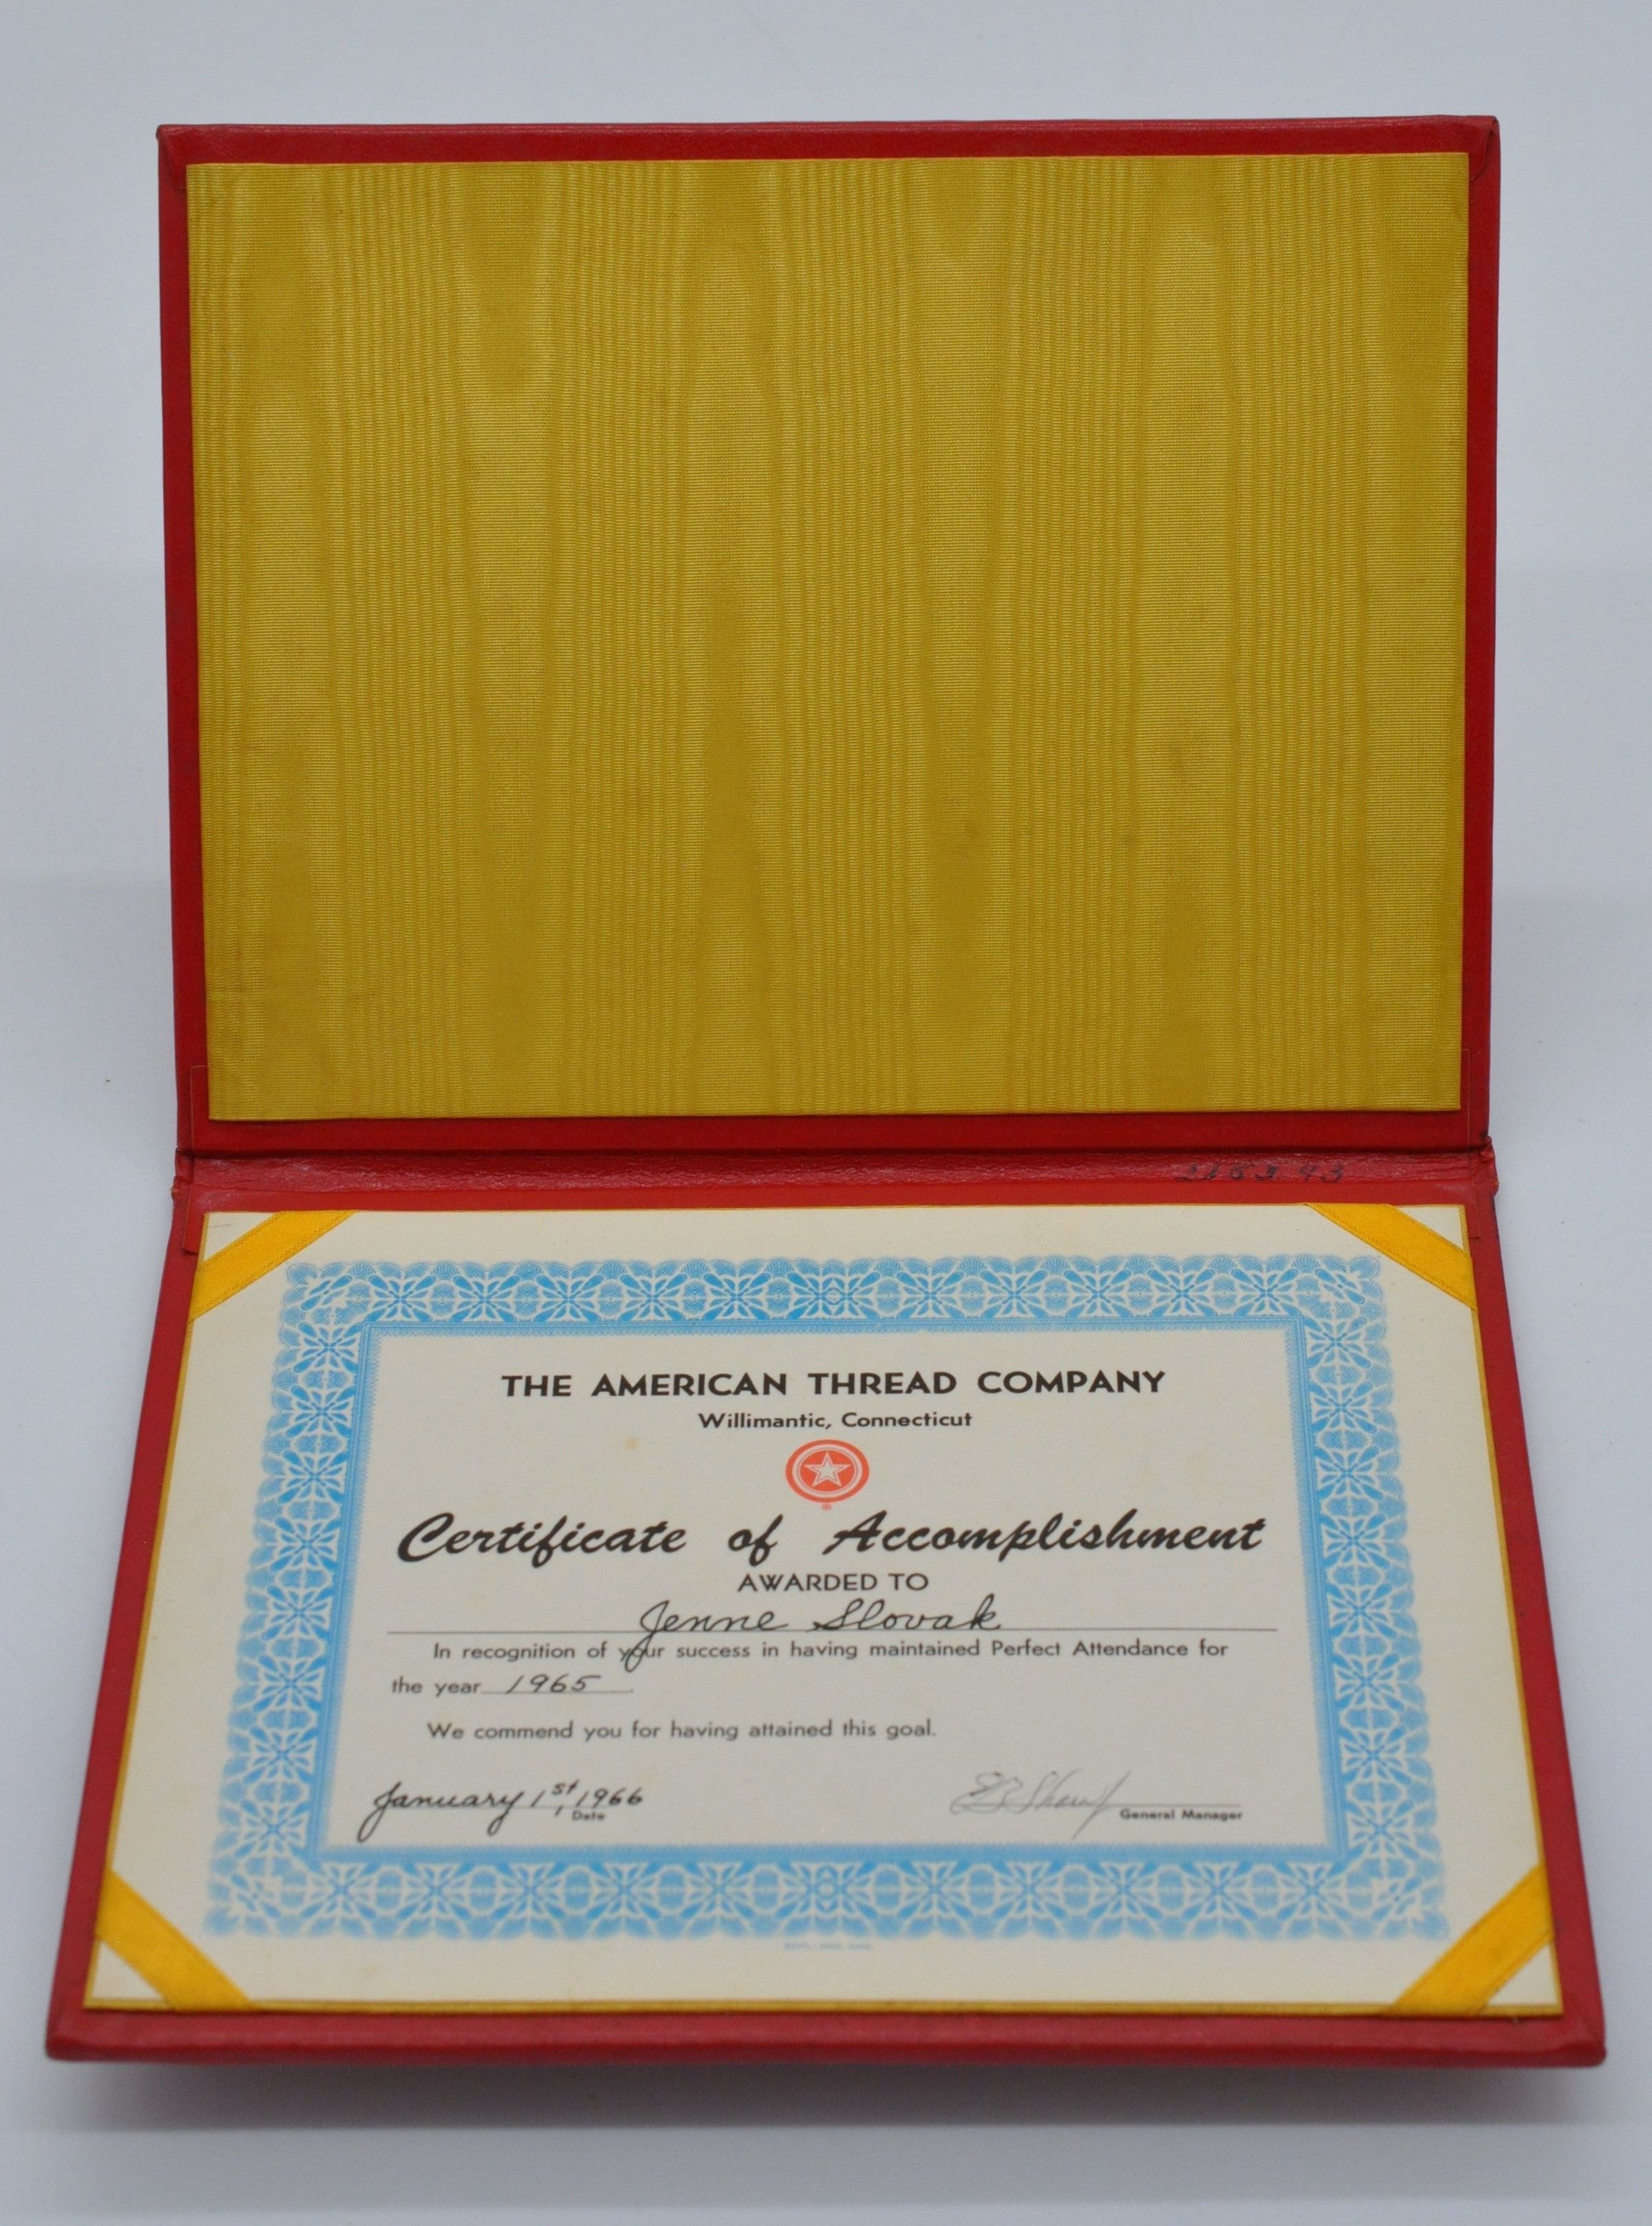 THE AMERICAN THREAD COMPANY
Willimantic, Connecticut
Certificate of Accomplishment
AWARDED TO
Jenne Slovak
In recognition of your success in having maintained Perfect Attendance for
the year 1965
We commend you for having attained this goal.
January 1st, 1966
Date
General Manager